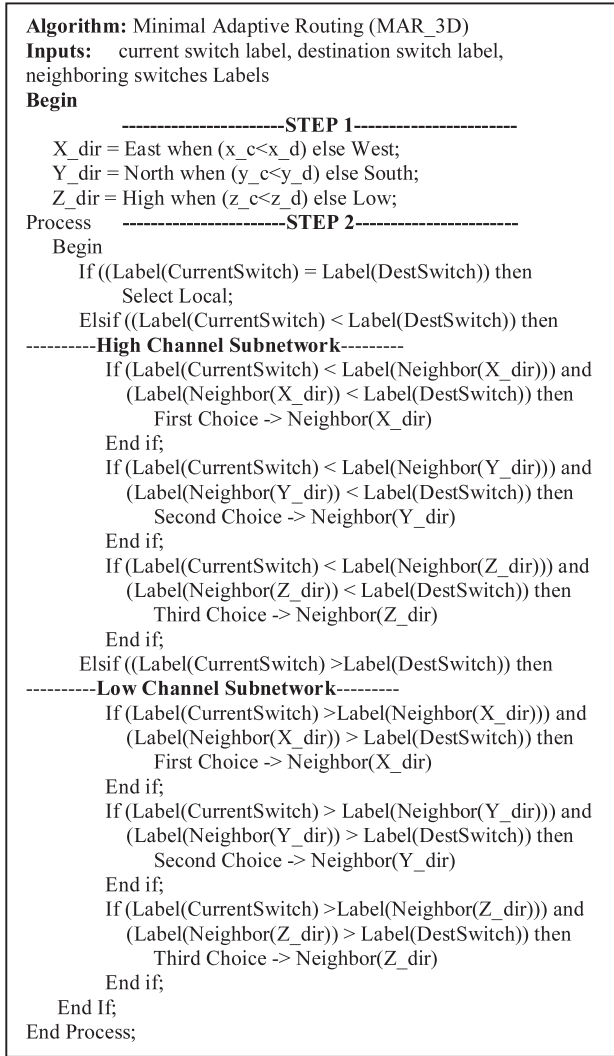 Algorithm: Minimal Adaptive Routing (MAR_3D)
Inputs: current switch label, destination switch label,
neighboring switches Labels
Begin
-----------------------STEP 1-----------------------
X_dir = East when (x_c<x_d) else West;
Y_dir = North when (y_c<y_d) else South;
Z_dir = High when (z_c<z_d) else Low;
Process -----------------------STEP 2-----------------------
Begin
If ((Label(CurrentSwitch) = Label(DestSwitch)) then
Select Local;
Elsif ((Label(CurrentSwitch) < Label(DestSwitch)) then
----------High Channel Subnetwork---------
If (Label(CurrentSwitch) < Label(Neighbor(X_dir))) and
(Label(Neighbor(X_dir)) < Label(DestSwitch)) then
First Choice -> Neighbor(X_dir)
End if;
If (Label(CurrentSwitch) < Label(Neighbor(Y_dir))) and
(Label(Neighbor(Y_dir)) < Label(DestSwitch)) then
Second Choice -> Neighbor(Y_dir)
End if;
If (Label(CurrentSwitch) < Label(Neighbor(Z_dir))) and
(Label(Neighbor(Z_dir)) < Label(DestSwitch)) then
Third Choice -> Neighbor(Z_dir)
End if;
Elsif ((Label(CurrentSwitch) >Label(DestSwitch)) then
----------Low Channel Subnetwork---------
If (Label(CurrentSwitch) >Label(Neighbor(X_dir))) and
(Label(Neighbor(X_dir)) > Label(DestSwitch)) then
First Choice -> Neighbor(X_dir)
End if;
If (Label(CurrentSwitch) > Label(Neighbor(Y_dir))) and
(Label(Neighbor(Y_dir)) > Label(DestSwitch)) then
Second Choice -> Neighbor(Y_dir)
End if;
If (Label(CurrentSwitch) >Label(Neighbor(Z_dir))) and
(Label(Neighbor(Z_dir)) > Label(DestSwitch)) then
Third Choice -> Neighbor(Z_dir)
End if;
End If;
End Process;